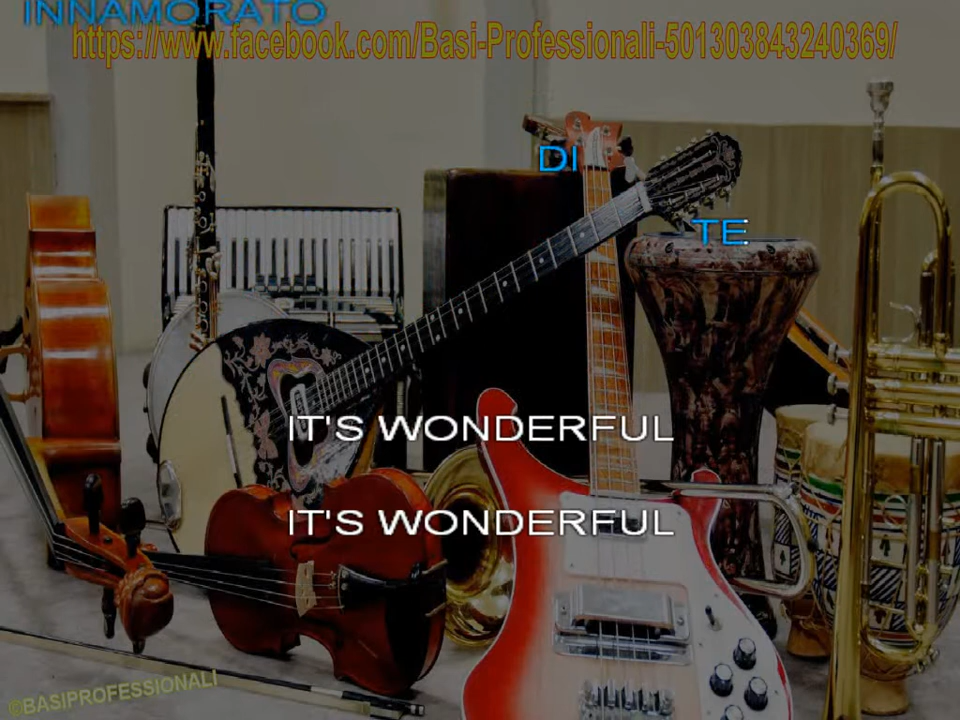 INNAMORATO
https://www.facebook.com/Basi-Professionali-501303843240369/
DI
TE
IT'S WONDERFUL
IT'S WONDERFUL
©BASIPROFESSIONALI